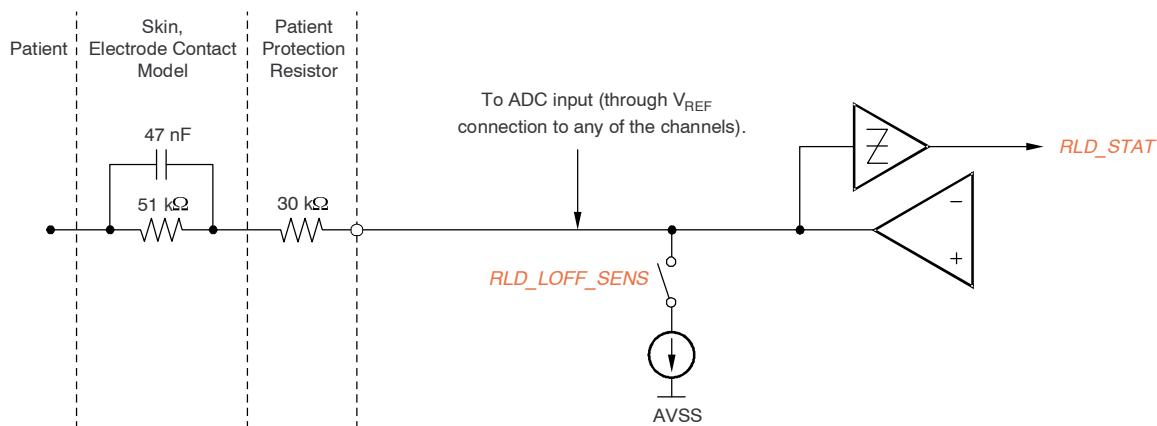 Patient
Skin,
Electrode Contact
Model
Patient
Protection
Resistor
To ADC input (through VREF
connection to any of the channels).
47 nF
51 kΩ
30 kΩ
RLD_STAT
−
+
RLD_LOFF_SENS
AVSS